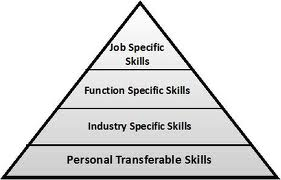 Job Specific
Skills
Function Specific Skills
Industry Specific Skills
Personal Transferable Skills